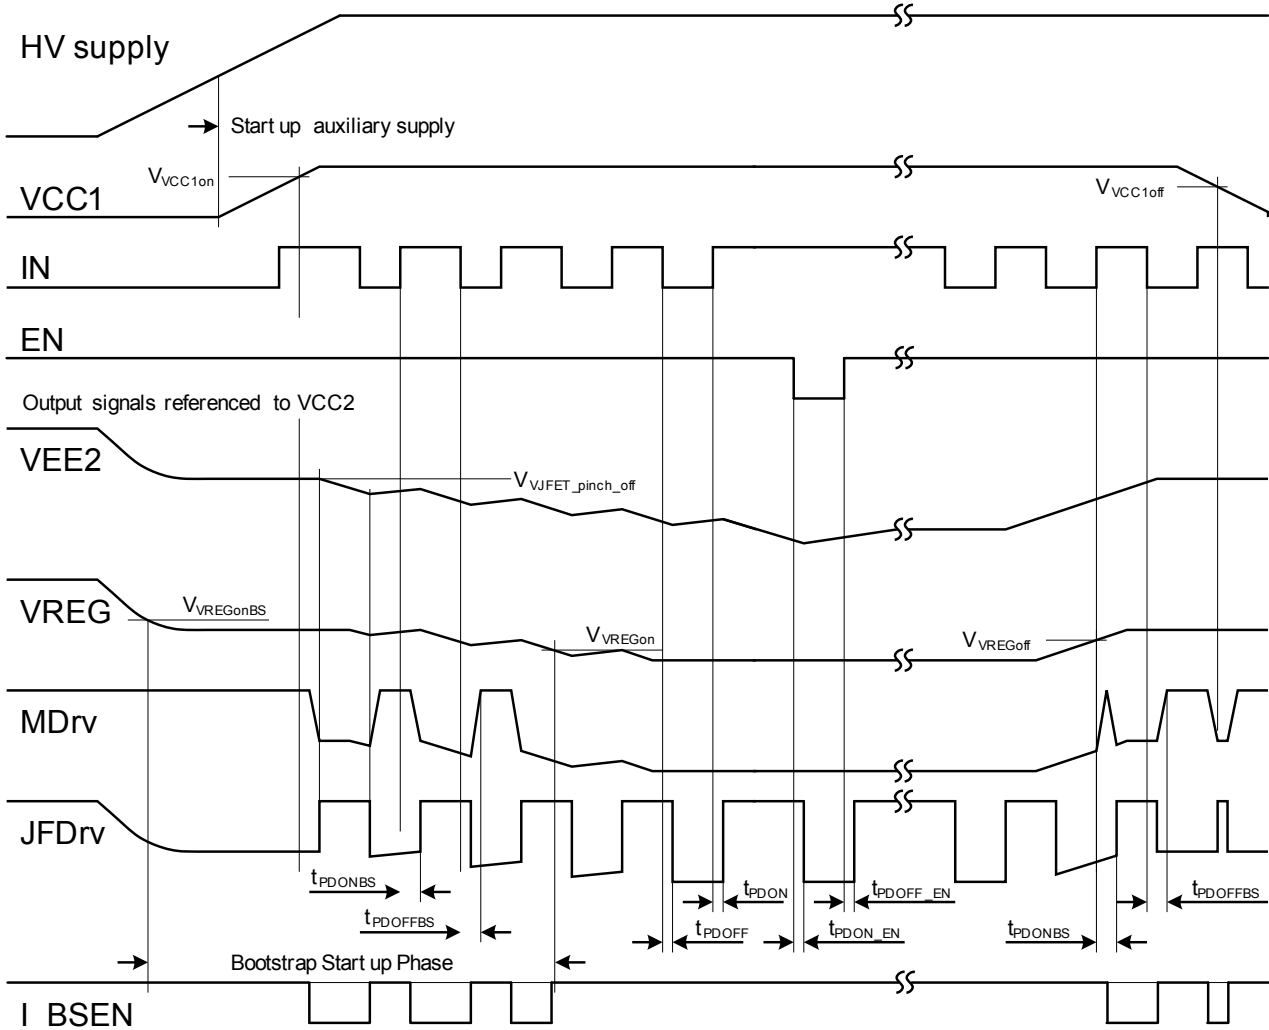 HV supply
Start up auxiliary supply
VCC1
VVCC1on
VVCC1off
IN
EN
Output signals referenced to VCC2
VEE2
VVJFET_pinch_off
VREG
VVREGonBS
VVREGon
VVREGoff
MDrv
JFDrv
tPDONBS
tPDON
tPDOFF_EN
tPDOFFBS
tPDOFFBS
tPDOFF
tPDON_EN
tPDONBS
Bootstrap Start up Phase
I_BSEN